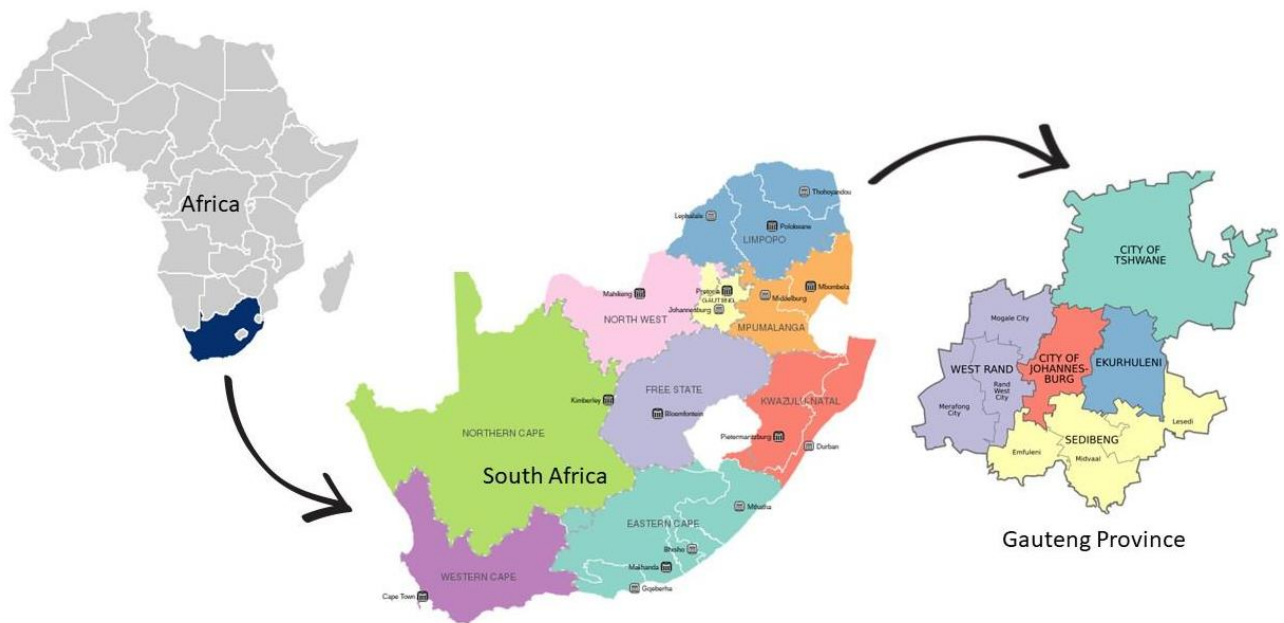 Africa
Thohoyandou
Lephalale
Polokwane
LIMPOPO
Mahikeng
Pretoria
GAUTENG
Johannesburg
Middelburg
Mbombela
NORTH WEST
MPUMALANGA
FREE STATE
KWAZULU-NATAL
Kimberley
Bloemfontein
NORTHERN CAPE
Pietermaritzburg
Durban
South Africa
Mthatha
EASTERN CAPE
Bhisho
Makhanda
WESTERN CAPE
Gqeberha
Cape Town
CITY OF
TSHWANE
Mogale City
CITY OF
JOHANNES-
BURG
EKURHULENI
WEST RAND
Rand
West
City
Merafong
City
Lesedi
SEDIBENG
Emfuleni
Midvaal
Gauteng Province